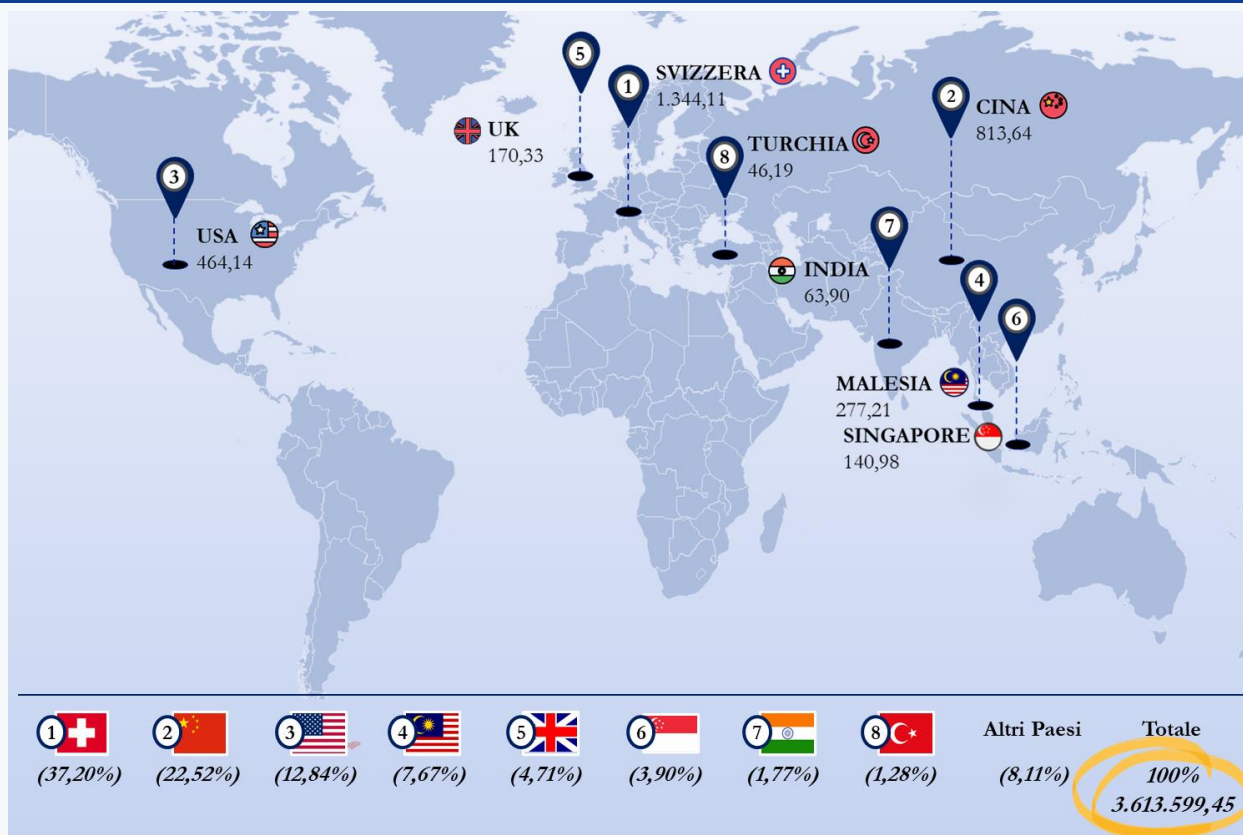 5
1
SVIZZERA
1.344,11
2
CINA
813,64
UK
170,33
8
TURCHIA
46,19
3
USA
464,14
7
INDIA
63,90
4
6
MALESIA
277,21
SINGAPORE
140,98
1 2 3 4 5 6 7 8 Altri Paesi Totale
(37,20%) (22,52%) (12,84%) (7,67%) (4,71%) (3,90%) (1,77%) (1,28%) (8,11%) 100%
3.613.599,45